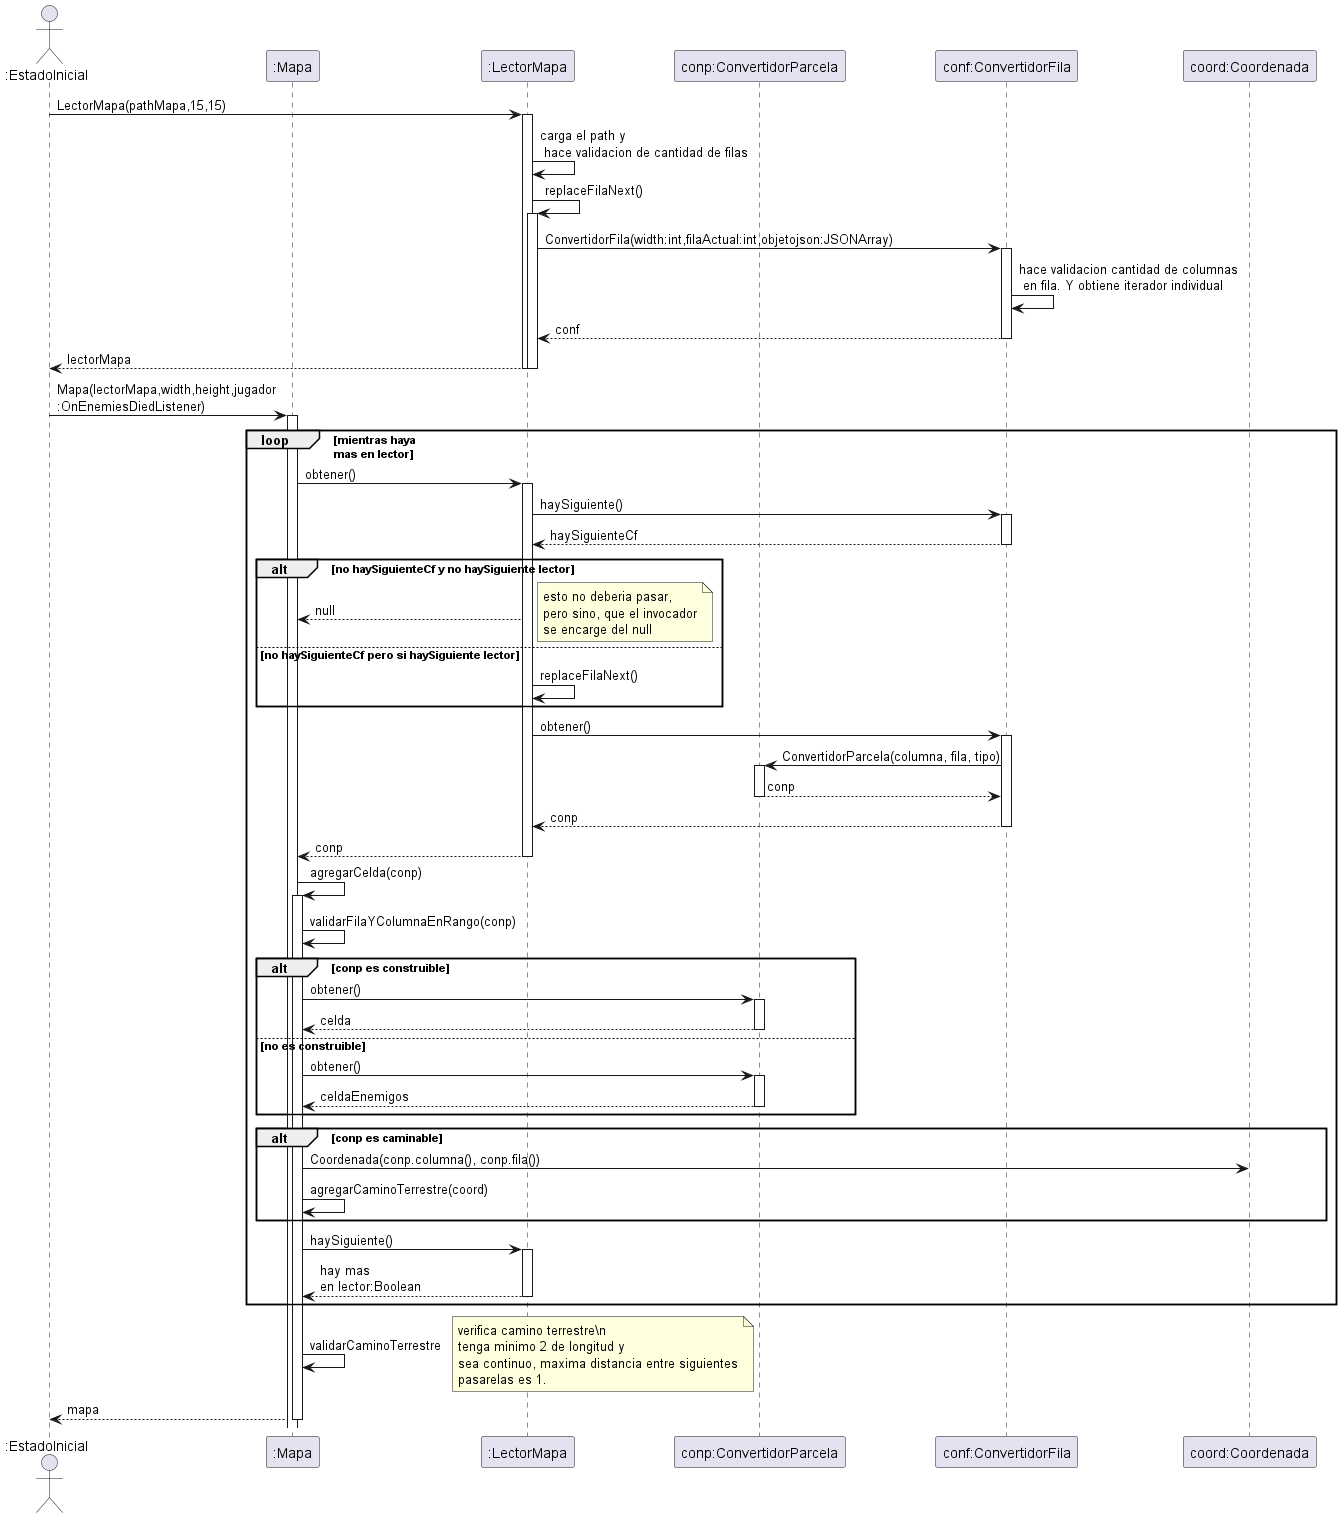 :EstadoInicial
:Mapa
:LectorMapa
conp:ConvertidorParcela
conf:ConvertidorFila
coord:Coordenada
LectorMapa(pathMapa,15,15)
carga el path y
hace validacion de cantidad de filas
replaceFilaNext()
ConvertidorFila(width:int,filaActual:int,objetojson:JSONArray)
hace validacion cantidad de columnas
en fila. Y obtiene iterador individual
conf
lectorMapa
Mapa(lectorMapa,width,height,jugador
:OnEnemiesDiedListener)
loop
[mientras haya
mas en lector]
obtener()
haySiguiente()
haySiguienteCf
alt
[no haySiguienteCf y no haySiguiente lector]
null
esto no deberia pasar,
pero sino, que el invocador
se encarge del null
[no haySiguienteCf pero si haySiguiente lector]
replaceFilaNext()
obtener()
ConvertidorParcela(columna, fila, tipo)
conp
conp
conp
agregarCelda(conp)
validarFilaYColumnaEnRango(conp)
alt
[conp es construible]
obtener()
celda
[no es construible]
obtener()
celdaEnemigos
alt
[conp es caminable]
Coordenada(conp.columna(), conp.fila())
agregarCaminoTerrestre(coord)
haySiguiente()
hay mas
en lector:Boolean
validarCaminoTerrestre
verifica camino terrestre\n
tenga minimo 2 de longitud y
sea continuo, maxima distancia entre siguientes
pasarelas es 1.
mapa
:EstadoInicial
:Mapa
:LectorMapa
conp:ConvertidorParcela
conf:ConvertidorFila
coord:Coordenada